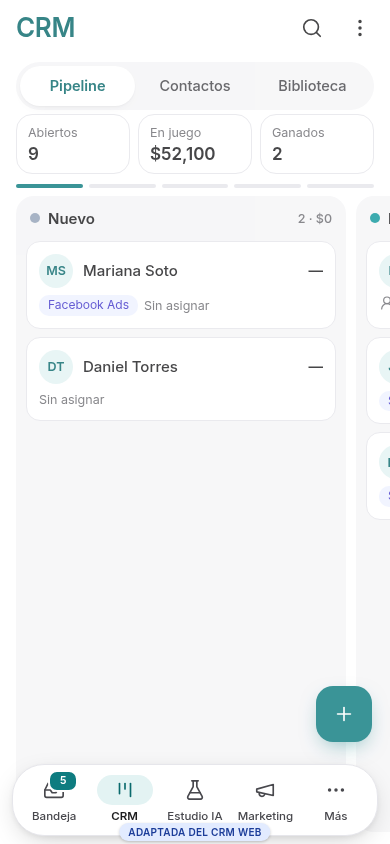 CRM
Pipeline
Contactos
Biblioteca
Abiertos
9
En juego
$52,100
Ganados
2
Nuevo
2 · $0
MS
Mariana Soto
—
Facebook Ads
Sin asignar
DT
Daniel Torres
—
Sin asignar
5
Bandeja
CRM
Estudio IA
Marketing
Más
ADAPTADA DEL CRM WEB